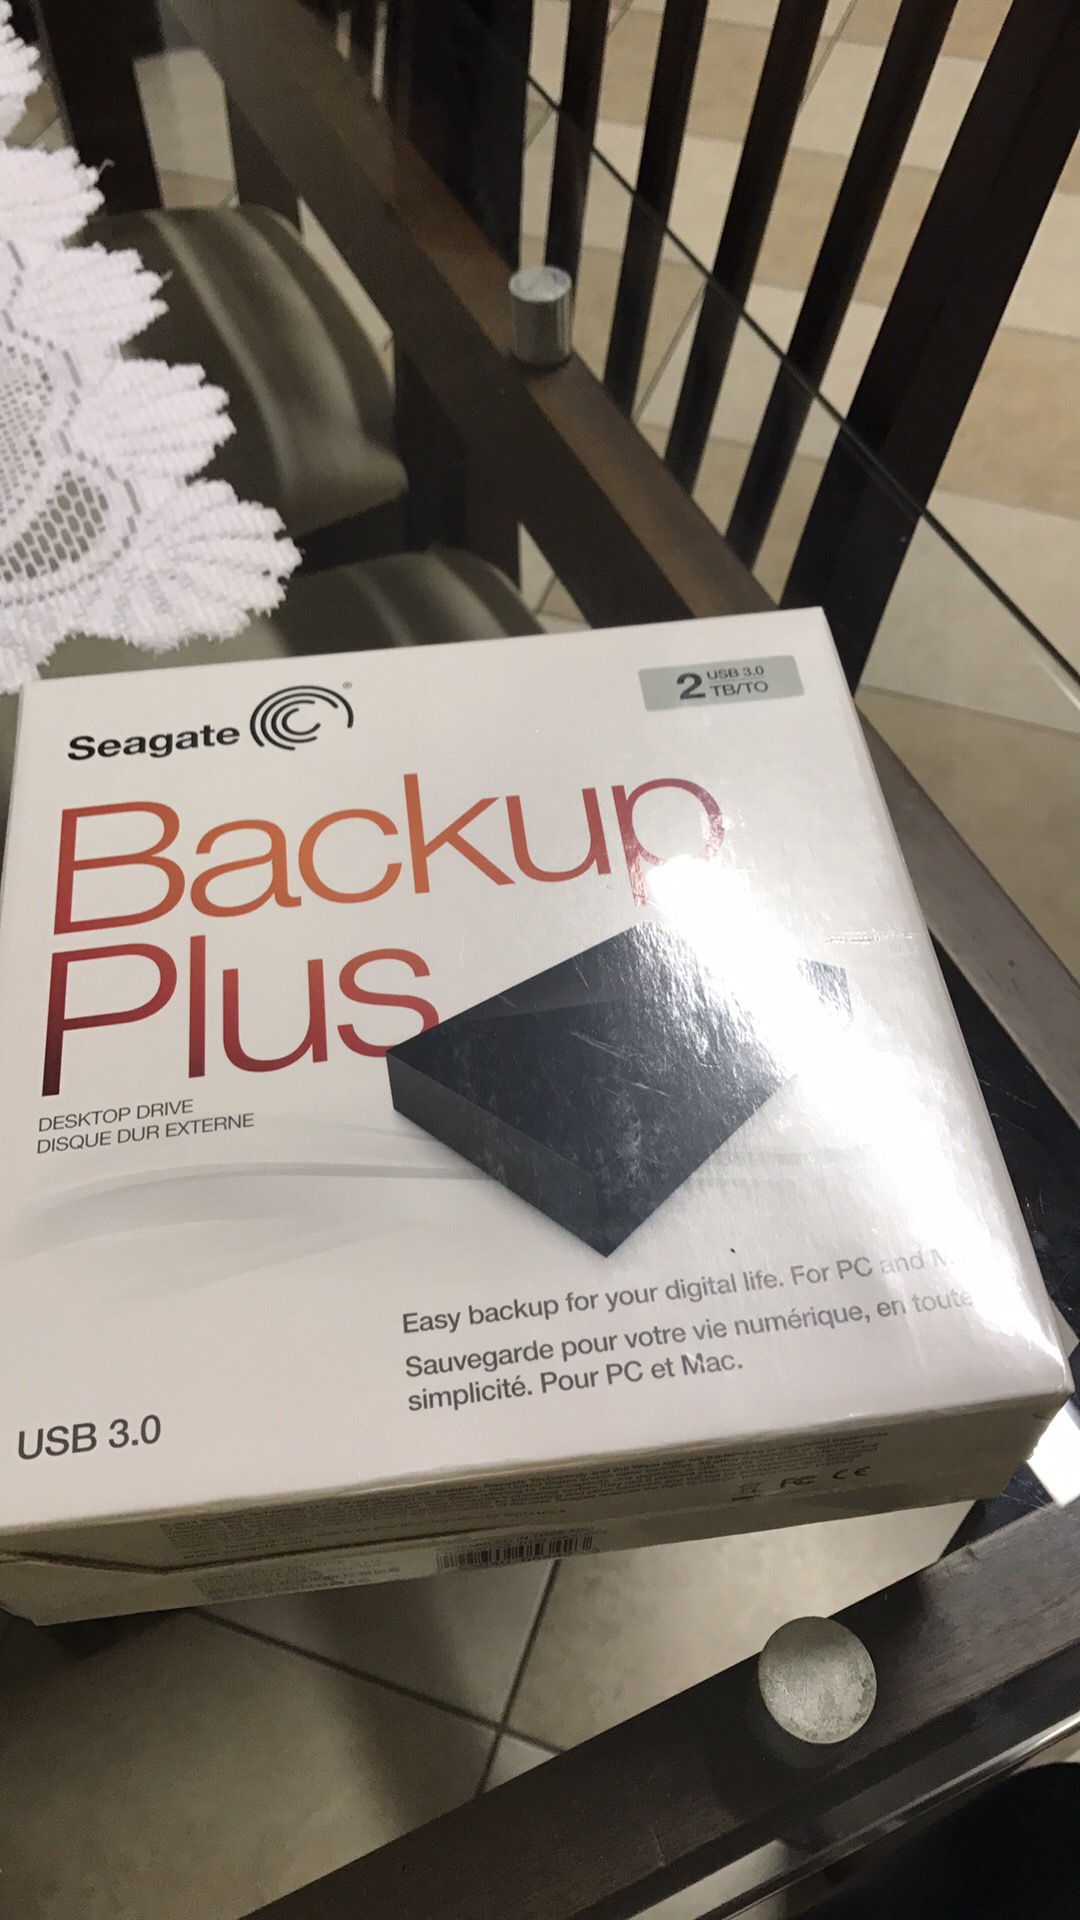 Seagate
2 USB 3.0
TB/TO
Backup
Plus
DESKTOP DRIVE
DISQUE DUR EXTERNE
Easy backup for your digital life. For PC and
Sauvegarde pour votre vie numérique, en toute
simplicité. Pour PC et Mac.
USB 3.0
FC CE